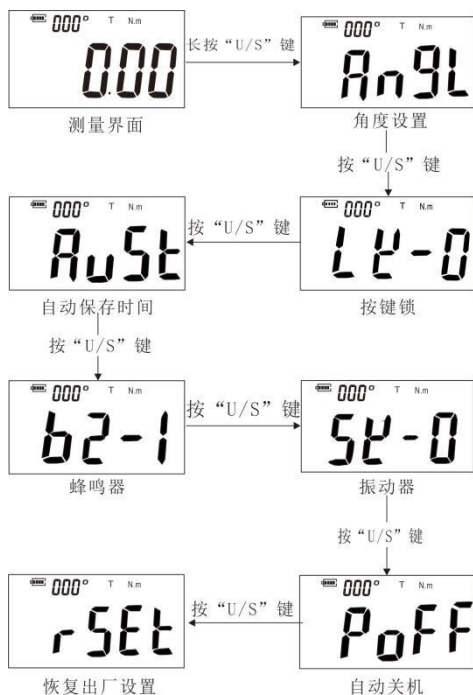 000° T N.m
0.00
测量界面
长按“U/S”键
000° T N.m
AngL
角度设置
按“U/S”键
000° T N.m
LK-0
按键锁
按“U/S”键
000° T N.m
AuSt
自动保存时间
按“U/S”键
000° T N.m
b2-1
蜂鸣器
按“U/S”键
000° T N.m
SK-0
振动器
按“U/S”键
000° T N.m
PoFF
自动关机
按“U/S”键
000° T N.m
rSEt
恢复出厂设置